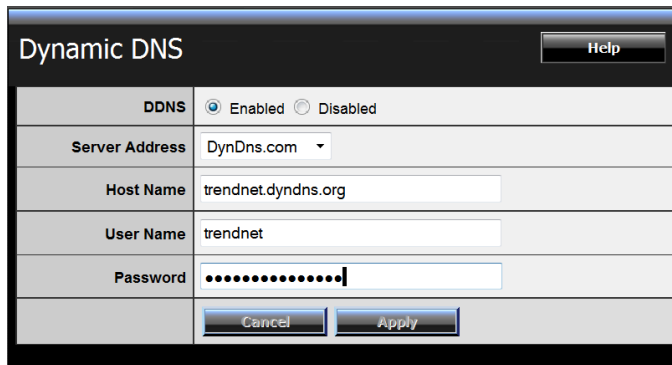 Dynamic DNS
Help
DDNS Enabled Disabled
Server Address DynDns.com
Host Name trendnet.dyndns.org
User Name trendnet
Password •••••••••••••••
Cancel Apply